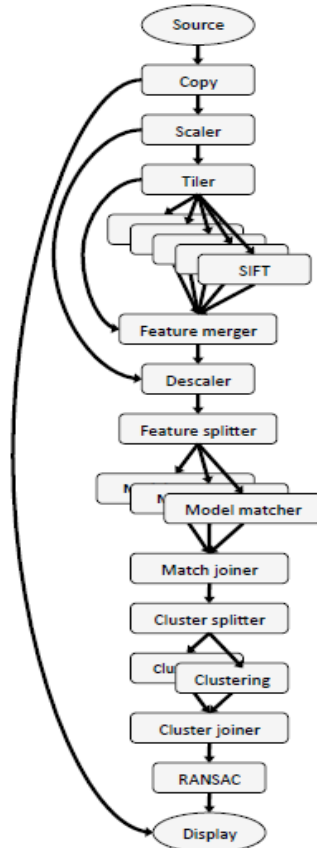 Source
Copy
Scaler
Tiler
SIFT
Feature merger
Descaler
Feature splitter
Model matcher
Match joiner
Cluster splitter
Clustering
Cluster joiner
RANSAC
Display